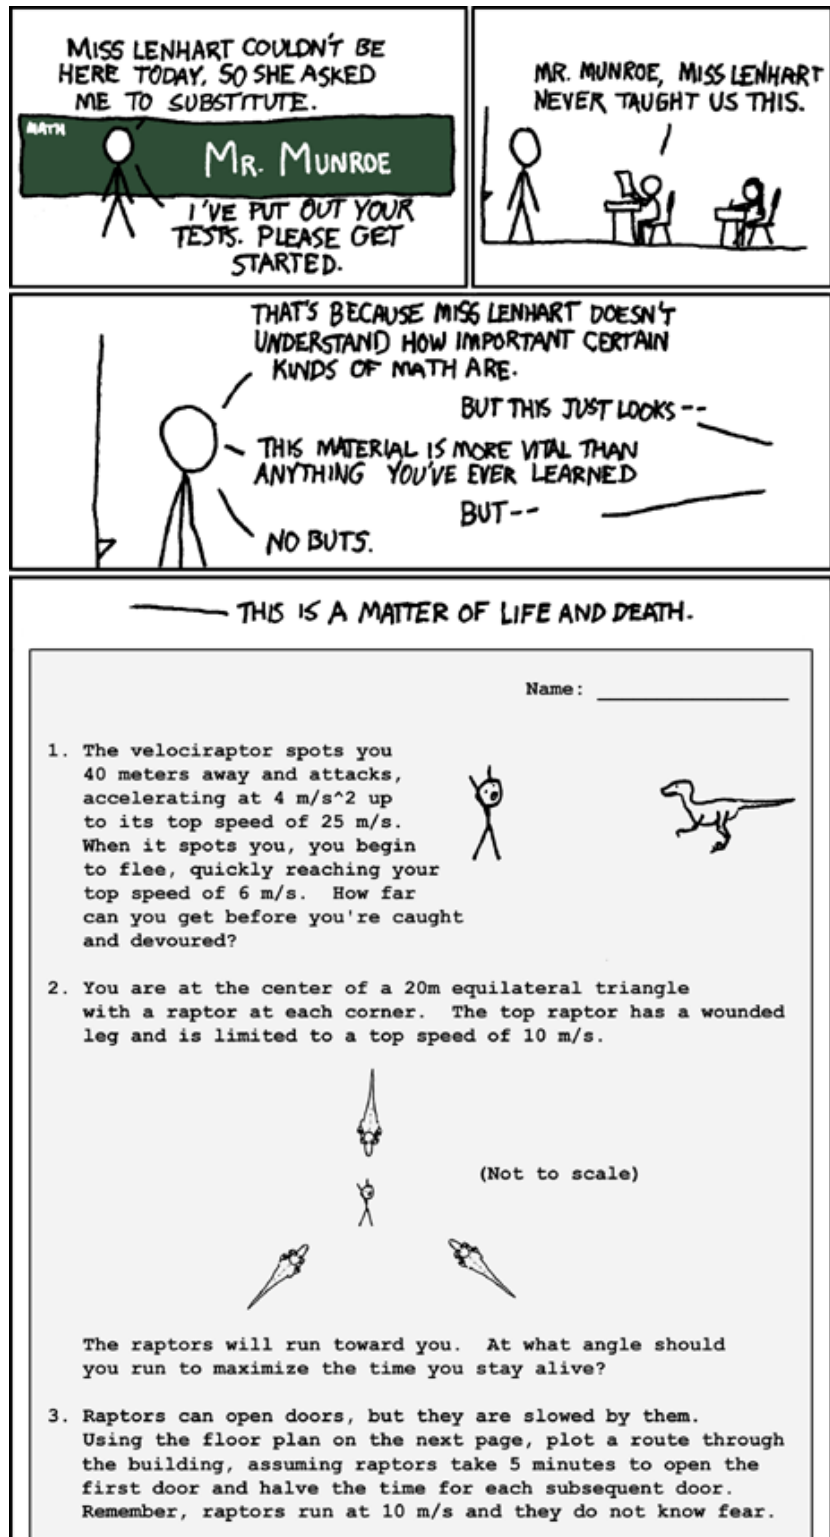 MISS LENHART COULDN'T BE
HERE TODAY, SO SHE ASKED
ME TO SUBSTITUTE.
MATH
MR. MUNROE
I'VE PUT OUT YOUR
TESTS. PLEASE GET
STARTED.
MR. MUNROE, MISS LENHART
NEVER TAUGHT US THIS.
THAT'S BECAUSE MISS LENHART DOESN'T
UNDERSTAND HOW IMPORTANT CERTAIN
KINDS OF MATH ARE.
BUT THIS JUST LOOKS --
THIS MATERIAL IS MORE VITAL THAN
ANYTHING YOU'VE EVER LEARNED
BUT--
NO BUTS.
THIS IS A MATTER OF LIFE AND DEATH.
Name: ____________________
1. The velociraptor spots you
40 meters away and attacks,
accelerating at 4 m/s^2 up
to its top speed of 25 m/s.
When it spots you, you begin
to flee, quickly reaching your
top speed of 6 m/s. How far
can you get before you're caught
and devoured?
2. You are at the center of a 20m equilateral triangle
with a raptor at each corner. The top raptor has a wounded
leg and is limited to a top speed of 10 m/s.
(Not to scale)
The raptors will run toward you. At what angle should
you run to maximize the time you stay alive?
3. Raptors can open doors, but they are slowed by them.
Using the floor plan on the next page, plot a route through
the building, assuming raptors take 5 minutes to open the
first door and halve the time for each subsequent door.
Remember, raptors run at 10 m/s and they do not know fear.